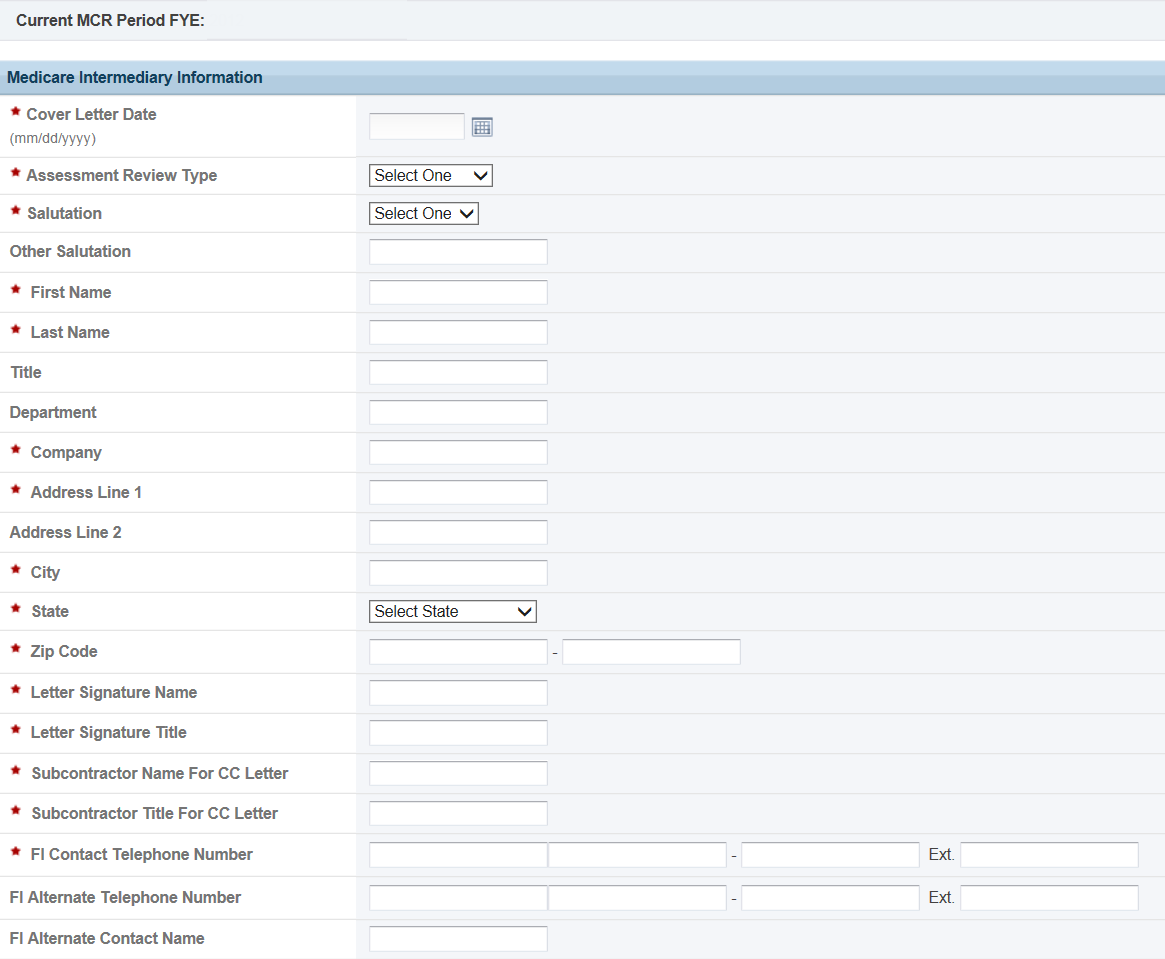 Current MCR Period FYE:
Medicare Intermediary Information
Cover Letter Date
(mm/dd/yyyy)
Assessment Review Type Select One
Salutation Select One
Other Salutation
First Name
Last Name
Title
Department
Company
Address Line 1
Address Line 2
City
State Select State
Zip Code -
Letter Signature Name
Letter Signature Title
Subcontractor Name For CC Letter
Subcontractor Title For CC Letter
FI Contact Telephone Number - Ext.
FI Alternate Telephone Number - Ext.
FI Alternate Contact Name